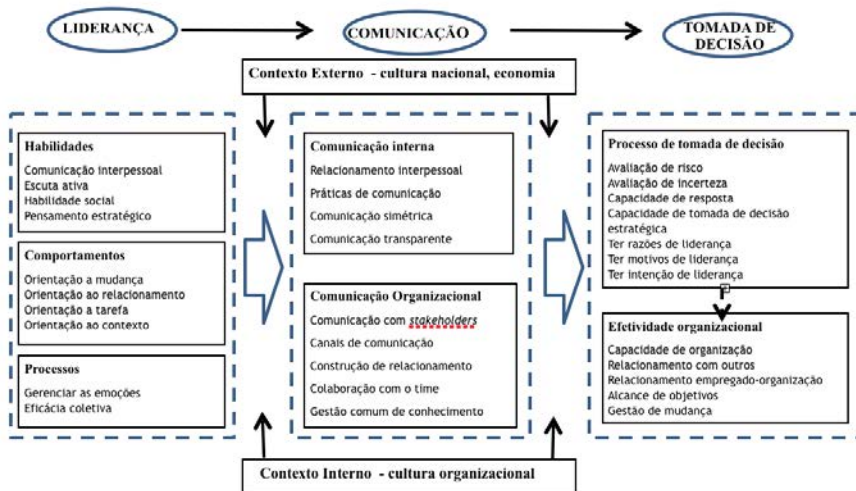 LIDERANÇA
COMUNICAÇÃO
TOMADA DE
DECISÃO
Contexto Externo - cultura nacional, economia
Habilidades
Comunicação interpessoal
Escuta ativa
Habilidade social
Pensamento estratégico
Comportamentos
Orientação a mudança
Orientação ao relacionamento
Orientação a tarefa
Orientação ao contexto
Processos
Gerenciar as emoções
Eficácia coletiva
Comunicação interna
Relacionamento interpessoal
Práticas de comunicação
Comunicação simétrica
Comunicação transparente
Comunicação Organizacional
Comunicação com stakeholders
Canais de comunicação
Construção de relacionamento
Colaboração com o time
Gestão comum de conhecimento
Processo de tomada de decisão
Avaliação de risco
Avaliação de incerteza
Capacidade de resposta
Capacidade de tomada de decisão
estratégica
Ter razões de liderança
Ter motivos de liderança
Ter intenção de liderança
Efetividade organizacional
Capacidade de organização
Relacionamento com outros
Relacionamento empregado-organização
Alcance de objetivos
Gestão de mudança
Contexto Interno - cultura organizacional